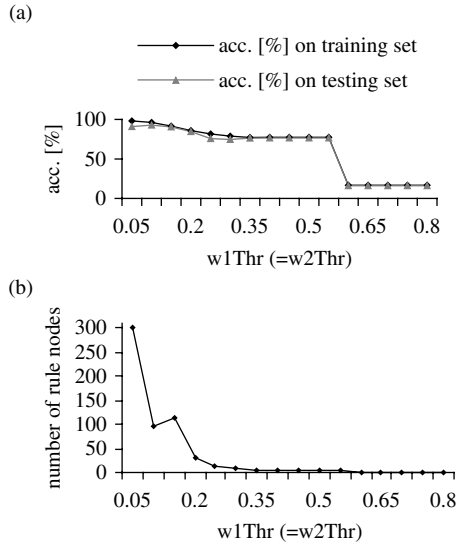 (a)
acc. [%] on training set
acc. [%] on testing set
acc. [%]
100
50
0
0.05 0.2 0.35 0.5 0.65 0.8
w1Thr (=w2Thr)
(b)
number of rule nodes
300
250
200
150
100
50
0
0.05 0.2 0.35 0.5 0.65 0.8
w1Thr (=w2Thr)